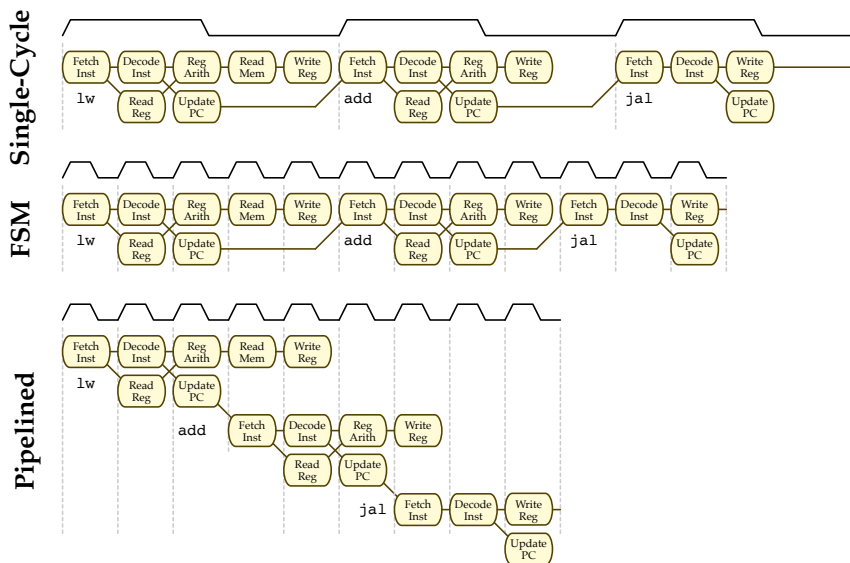 Single-Cycle
Fetch
Inst
Decode
Inst
Reg
Arith
Read
Mem
Write
Reg
Fetch
Inst
Decode
Inst
Reg
Arith
Write
Reg
Fetch
Inst
Decode
Inst
Write
Reg
lw
Read
Reg
Update
PC
add
Read
Reg
Update
PC
jal
Update
PC
FSM
Fetch
Inst
Decode
Inst
Reg
Arith
Read
Mem
Write
Reg
Fetch
Inst
Decode
Inst
Reg
Arith
Write
Reg
Fetch
Inst
Decode
Inst
Write
Reg
lw
Read
Reg
Update
PC
add
Read
Reg
Update
PC
jal
Update
PC
Pipelined
Fetch
Inst
Decode
Inst
Reg
Arith
Read
Mem
Write
Reg
lw
Read
Reg
Update
PC
add
Fetch
Inst
Decode
Inst
Reg
Arith
Write
Reg
Read
Reg
Update
PC
jal
Fetch
Inst
Decode
Inst
Write
Reg
Update
PC